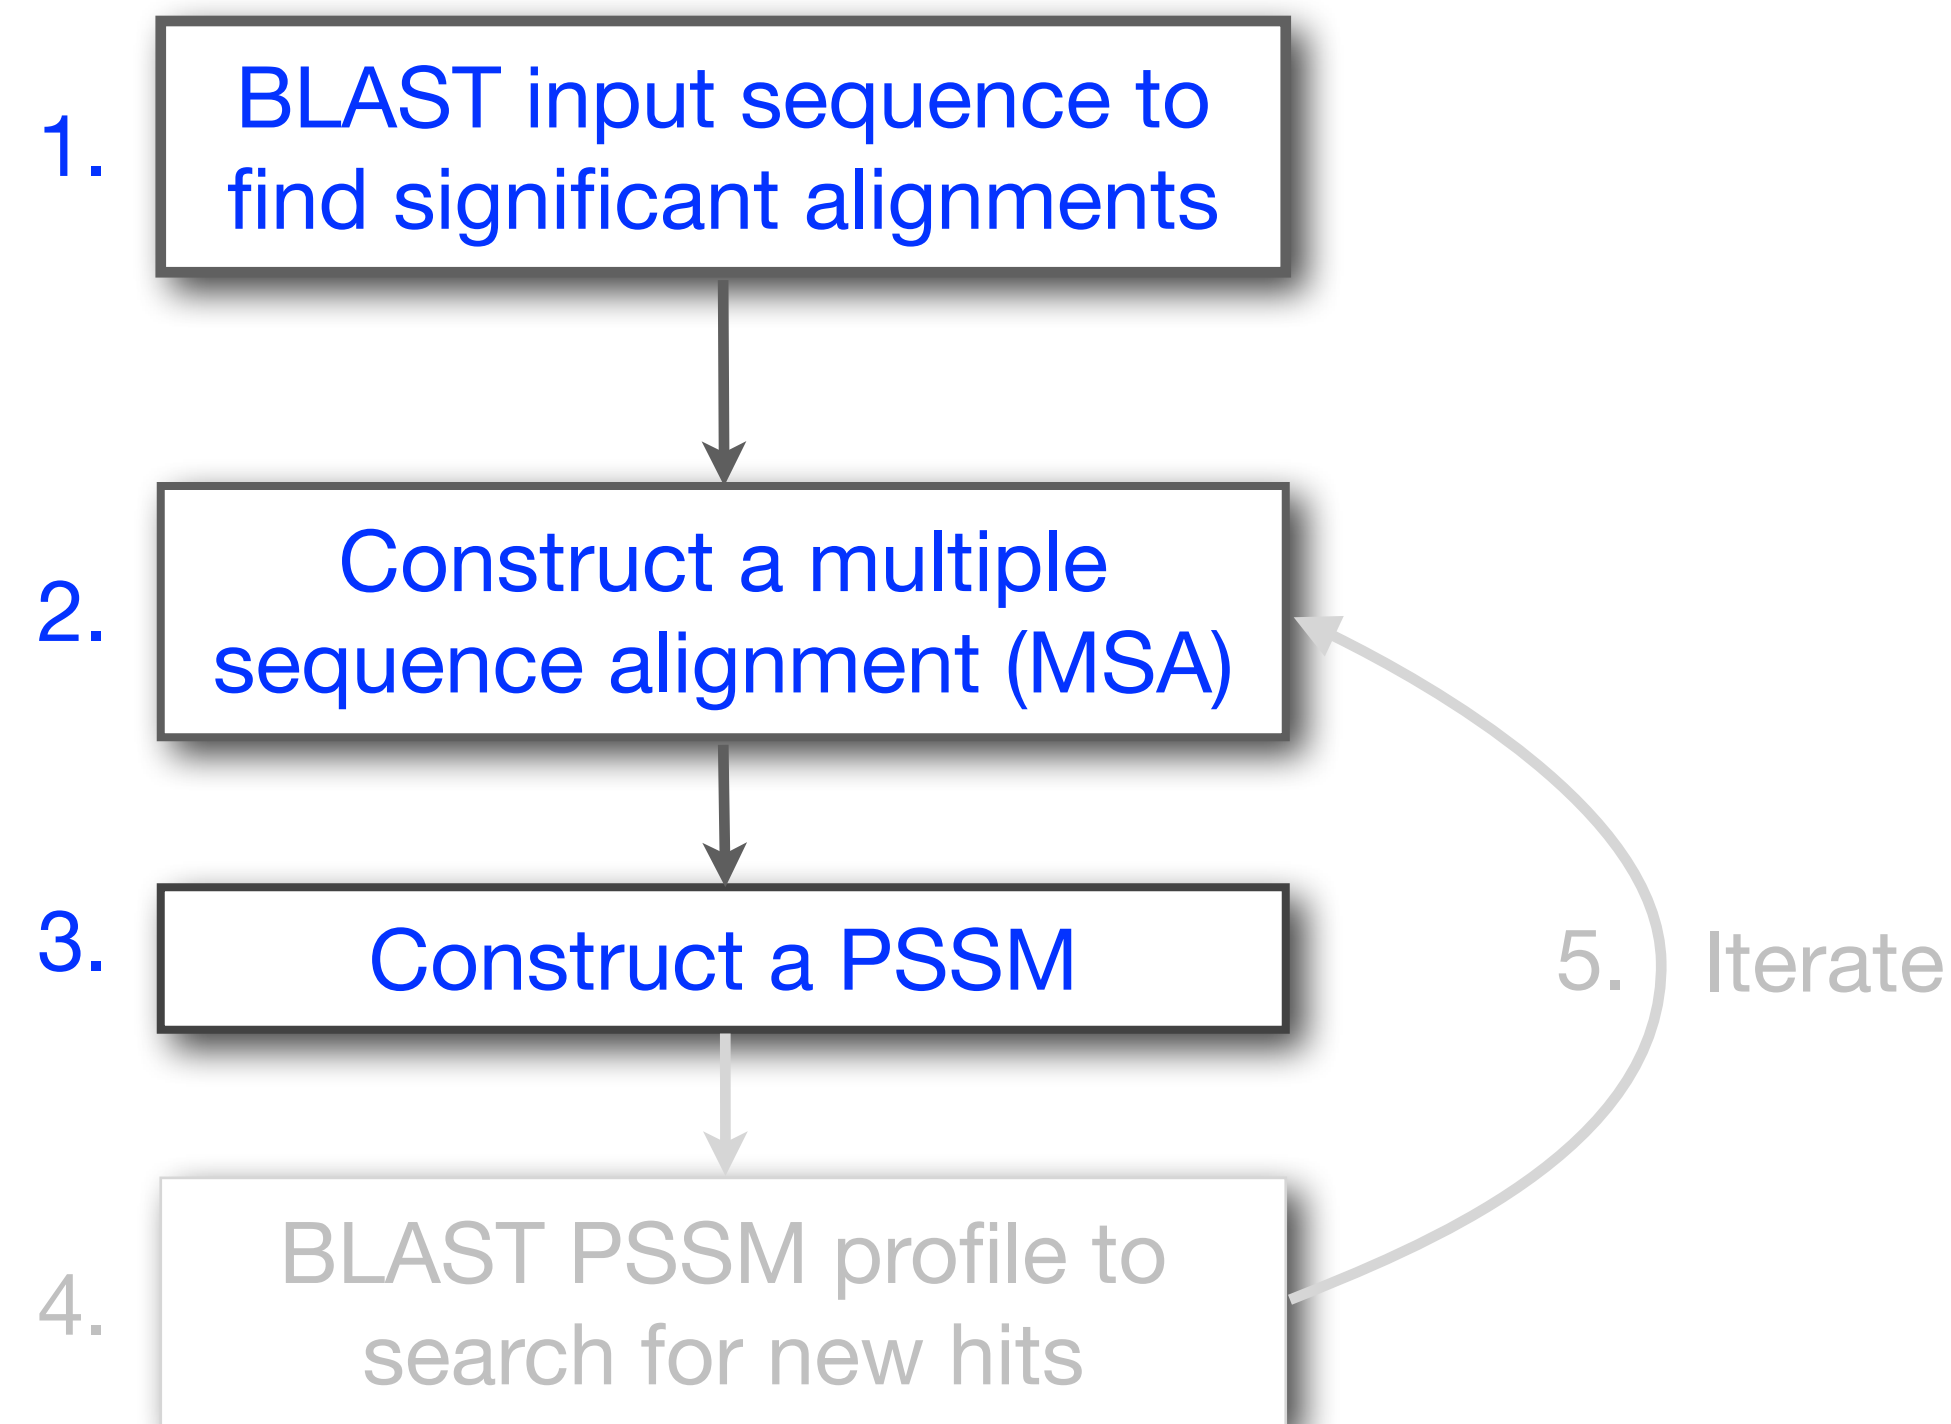 1.
BLAST input sequence to
find significant alignments
2.
Construct a multiple
sequence alignment (MSA)
3.
Construct a PSSM
5. Iterate
4.
BLAST PSSM profile to
search for new hits